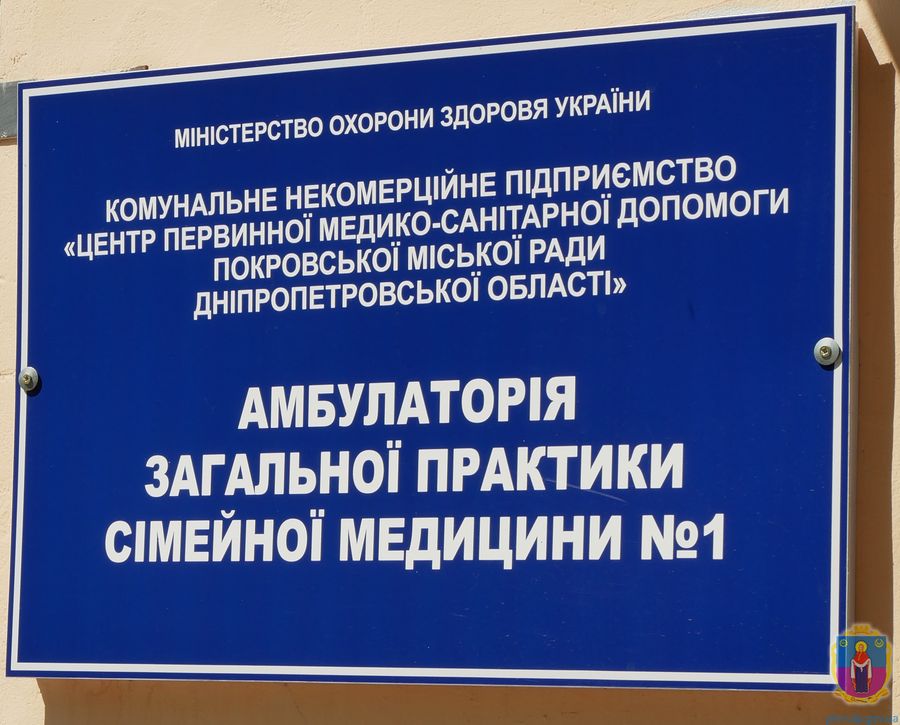 МІНІСТЕРСТВО ОХОРОНИ ЗДОРОВЯ УКРАЇНИ
КОМУНАЛЬНЕ НЕКОМЕРЦІЙНЕ ПІДПРИЄМСТВО
«ЦЕНТР ПЕРВИННОЇ МЕДИКО-САНІТАРНОЇ ДОПОМОГИ
ПОКРОВСЬКОЇ МІСЬКОЇ РАДИ
ДНІПРОПЕТРОВСЬКОЇ ОБЛАСТІ»
АМБУЛАТОРІЯ
ЗАГАЛЬНОЇ ПРАКТИКИ
СІМЕЙНОЇ МЕДИЦИНИ №1